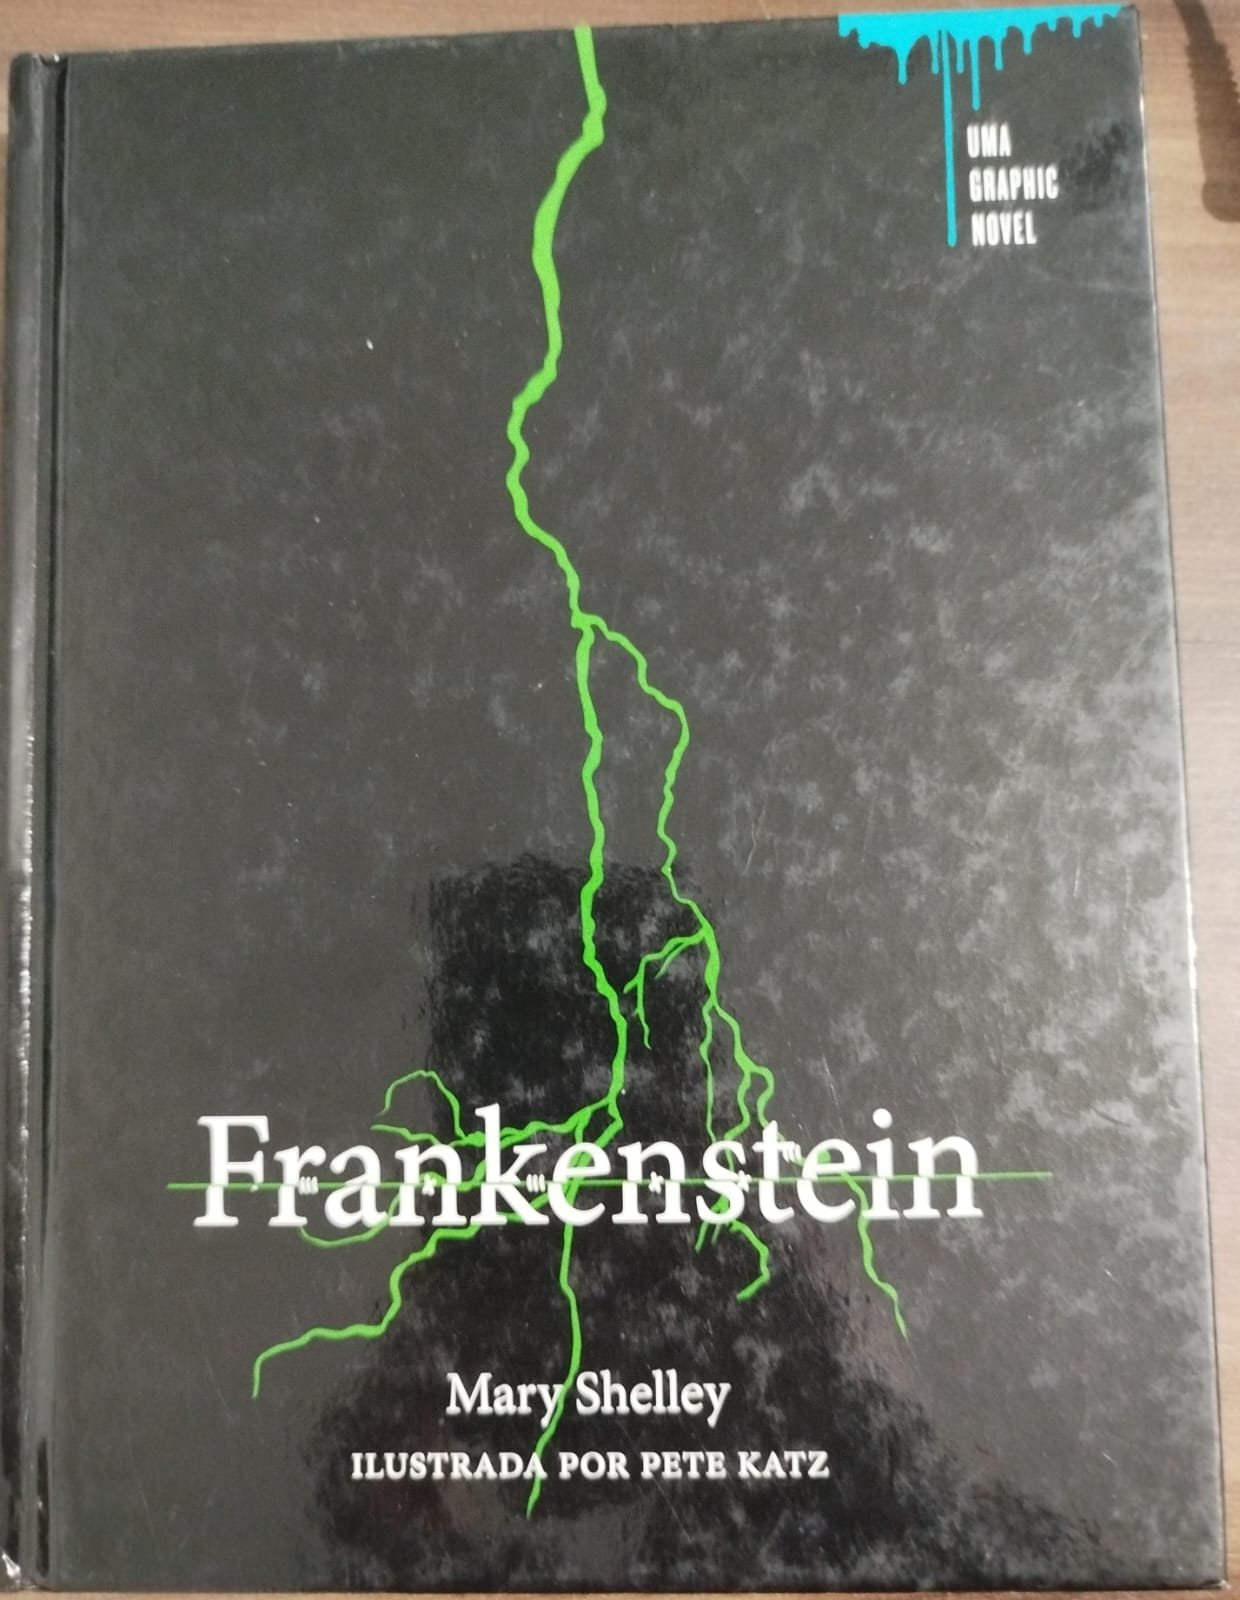 UMA
GRAPHIC
NOVEL
Frankenstein
Mary Shelley
ILUSTRADA POR PETE KATZ